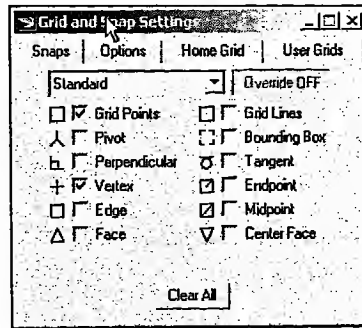 Grid and Snap Settings
Snaps Options Home Grid User Grids
Standard Override OFF
Grid Points Grid Lines
Pivot Bounding Box
Perpendicular Tangent
Vertex Endpoint
Edge Midpoint
Face Center Face
Clear All